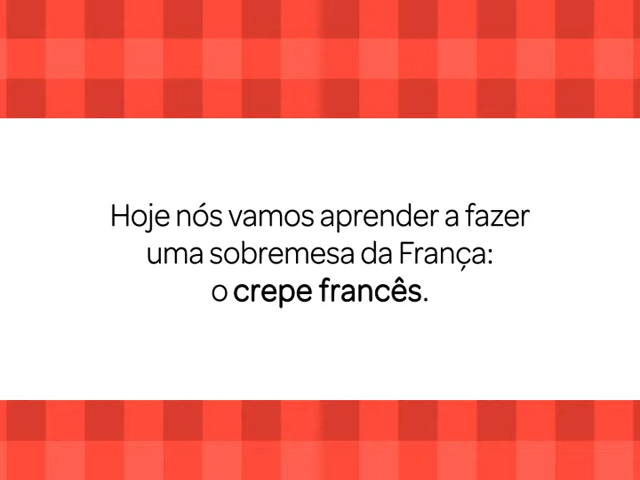 Hoje nós vamos aprender a fazer
uma sobremesa da França:
o crepe francês.